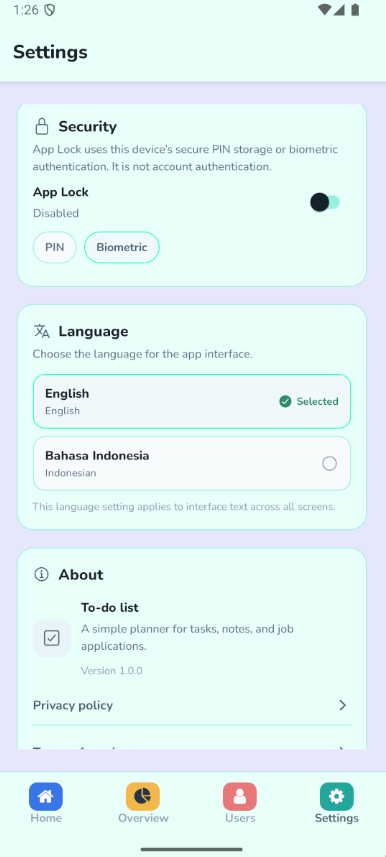 1:26
Settings
Security
App Lock uses this device's secure PIN storage or biometric
authentication. It is not account authentication.
App Lock
Disabled
PIN
Biometric
Language
Choose the language for the app interface.
English
English
Selected
Bahasa Indonesia
Indonesian
This language setting applies to interface text across all screens.
About
To-do list
A simple planner for tasks, notes, and job
applications.
Version 1.0.0
Privacy policy
Home
Overview
Users
Settings